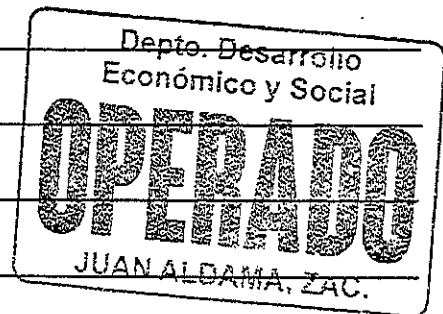 Depto. Desarrollo
Económico y Social
OPERADO
JUAN ALDAMA, ZAC.